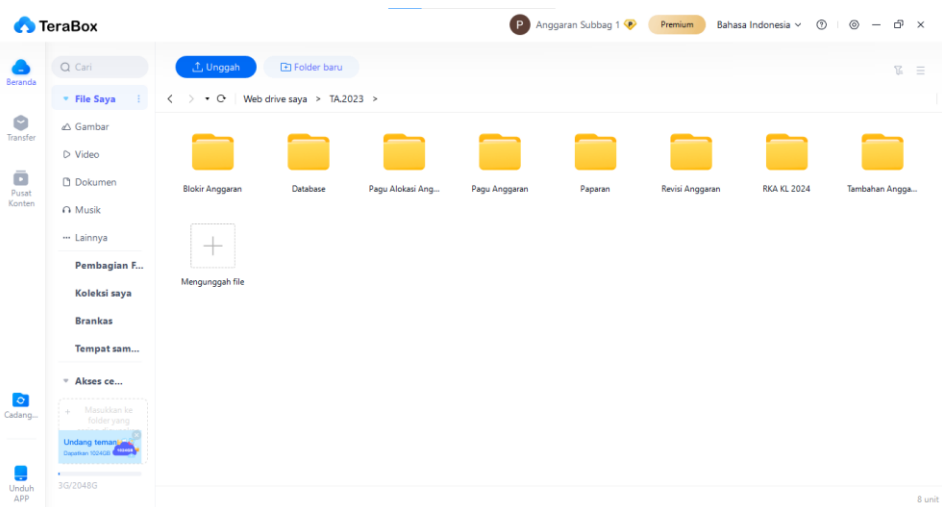 TeraBox
P Anggaran Subbag 1
Premium
Bahasa Indonesia
Beranda
Transfer
Pusat
Konten
Cadang...
Unduh
APP
Cari
File Saya
Gambar
Video
Dokumen
Musik
Lainnya
Pembagian F...
Koleksi saya
Brankas
Tempat sam...
Akses ce...
Masukkan ke
folder yang
Undang teman
Dapatkan 1024GB
3G/2048G
Unggah
Folder baru
Web drive saya > TA.2023 >
Blokir Anggaran
Database
Pagu Alokasi Ang...
Pagu Anggaran
Paparan
Revisi Anggaran
RKA KL 2024
Tambahan Angga...
Mengunggah file
8 unit